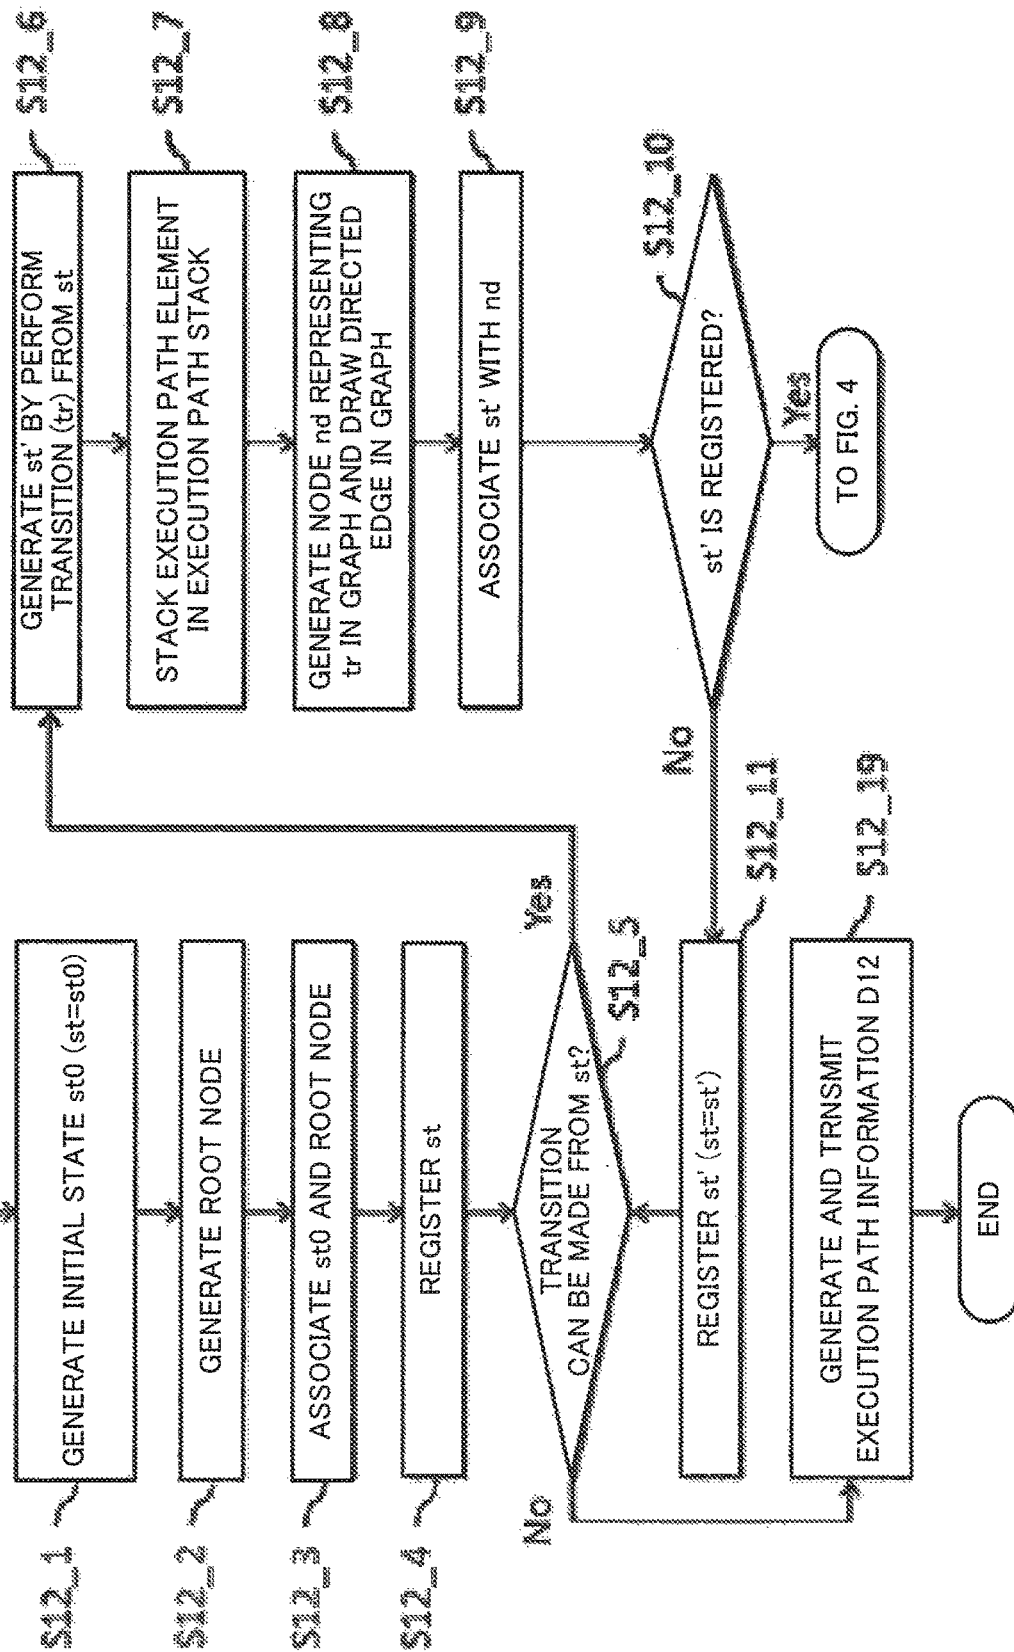 S12_1
GENERATE INITIAL STATE st0 (st=st0)
S12_2
GENERATE ROOT NODE
S12_3
ASSOCIATE st0 AND ROOT NODE
S12_4
REGISTER st
TRANSITION
CAN BE MADE FROM st?
S12_5
Yes
No
REGISTER st' (st=st')
S12_11
GENERATE AND TRNSMIT
EXECUTION PATH INFORMATION D12
S12_19
END
GENERATE st' BY PERFORM
TRANSITION (tr) FROM st
S12_6
STACK EXECUTION PATH ELEMENT
IN EXECUTION PATH STACK
S12_7
GENERATE NODE nd REPRESENTING
tr IN GRAPH AND DRAW DIRECTED
EDGE IN GRAPH
S12_8
ASSOCIATE st' WITH nd
S12_9
st' IS REGISTERED?
S12_10
No
Yes
TO FIG. 4